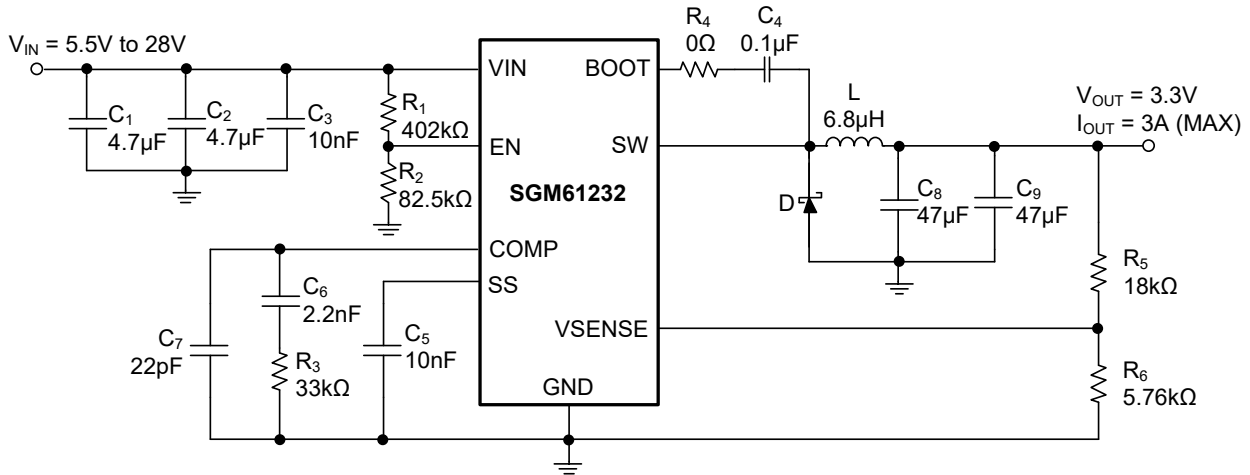 V_IN = 5.5V to 28V
C1
4.7µF
C2
4.7µF
C3
10nF
R1
402kΩ
R2
82.5kΩ
VIN
EN
COMP
SS
BOOT
SW
VSENSE
GND
SGM61232
R4
0Ω
C4
0.1µF
L
6.8µH
D
C8
47µF
C9
47µF
V_OUT = 3.3V
I_OUT = 3A (MAX)
R5
18kΩ
R6
5.76kΩ
C7
22pF
C6
2.2nF
R3
33kΩ
C5
10nF